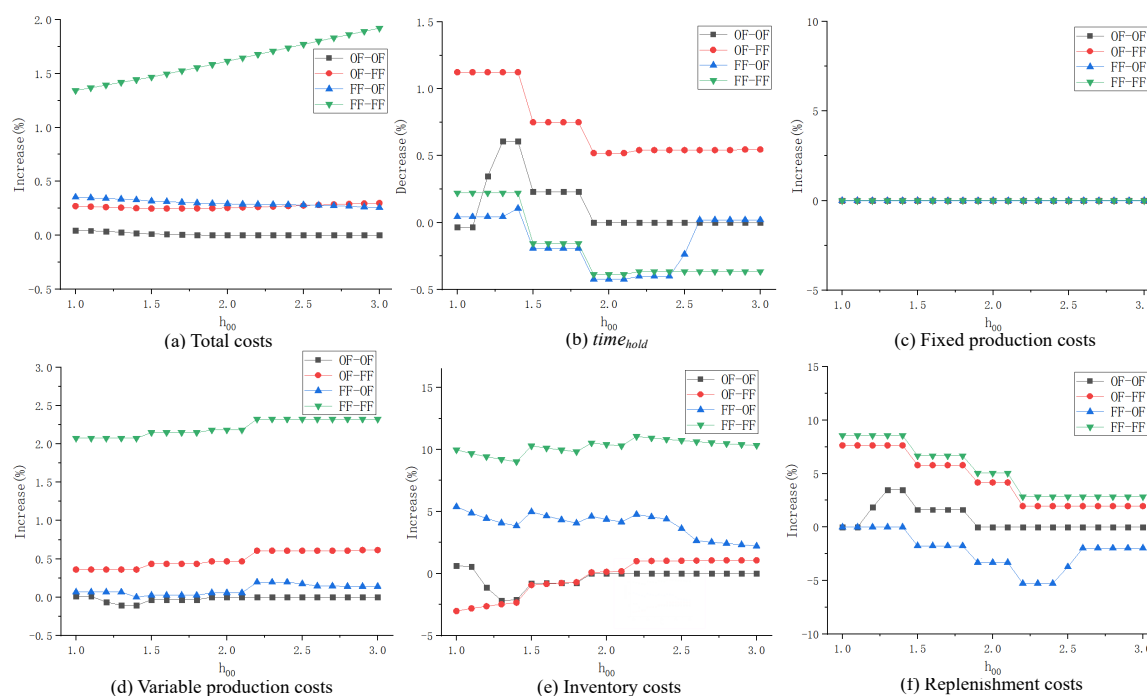 2.0
1.5
1.0
0.5
0.0
-0.5
Increase(%)
OF-OF
OF-FF
FF-OF
FF-FF
1.0 1.5 2.0 2.5 3.0
h00
(a) Total costs
1.5
1.0
0.5
0.0
-0.5
Decrease(%)
OF-OF
OF-FF
FF-OF
FF-FF
1.0 1.5 2.0 2.5 3.0
h00
(b) timehold
10
5
0
-5
Increase(%)
OF-OF
OF-FF
FF-OF
FF-FF
1.0 1.5 2.0 2.5 3.0
h00
(c) Fixed production costs
3.0
2.5
2.0
1.5
1.0
0.5
0.0
-0.5
Increase(%)
OF-OF
OF-FF
FF-OF
FF-FF
1.0 1.5 2.0 2.5 3.0
h00
(d) Variable production costs
15
10
5
0
-5
Increase(%)
OF-OF
OF-FF
FF-OF
FF-FF
1.0 1.5 2.0 2.5 3.0
h00
(e) Inventory costs
15
10
5
0
-5
-10
Increase(%)
OF-OF
OF-FF
FF-OF
FF-FF
1.0 1.5 2.0 2.5 3.0
h00
(f) Replenishment costs